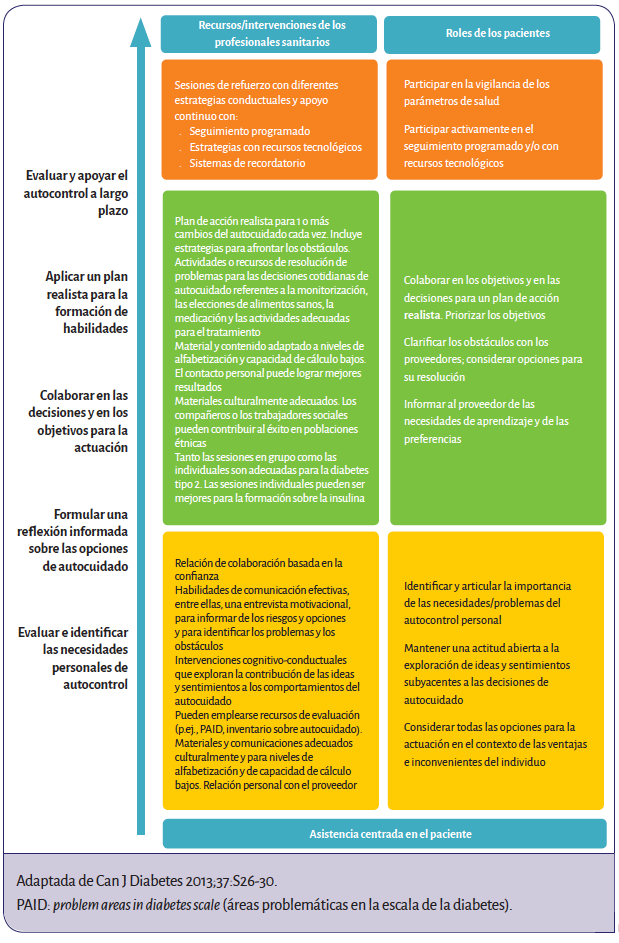 Recursos/intervenciones de los
profesionales sanitarios
Roles de los pacientes
Sesiones de refuerzo con diferentes
estrategias conductuales y apoyo
continuo con:
. Seguimiento programado
. Estrategias con recursos tecnológicos
. Sistemas de recordatorio
Participar en la vigilancia de los
parámetros de salud
Participar activamente en el
seguimiento programado y/o con
recursos tecnológicos
Evaluar y apoyar el
autocontrol a largo
plazo
Aplicar un plan
realista para la
formación de
habilidades
Colaborar en las
decisiones y en los
objetivos para la
actuación
Formular una
reflexión informada
sobre las opciones
de autocuidado
Evaluar e identificar
las necesidades
personales de
autocontrol
Plan de acción realista para 1 o más
cambios del autocuidado cada vez. Incluye
estrategias para afrontar los obstáculos.
Actividades o recursos de resolución de
problemas para las decisiones cotidianas de
autocuidado referentes a la monitorización,
las elecciones de alimentos sanos, la
medicación y las actividades adecuadas
para el tratamiento
Material y contenido adaptado a niveles de
alfabetización y capacidad de cálculo bajos.
El contacto personal puede lograr mejores
resultados
Materiales culturalmente adecuados. Los
compañeros o los trabajadores sociales
pueden contribuir al éxito en poblaciones
étnicas
Tanto las sesiones en grupo como las
individuales son adecuadas para la diabetes
tipo 2. Las sesiones individuales pueden ser
mejores para la formación sobre la insulina
Colaborar en los objetivos y en las
decisiones para un plan de acción
realista. Priorizar los objetivos
Clarificar los obstáculos con los
proveedores; considerar opciones para
su resolución
Informar al proveedor de las
necesidades de aprendizaje y de las
preferencias
Relación de colaboración basada en la
confianza
Habilidades de comunicación efectivas,
entre ellas, una entrevista motivacional,
para informar de los riesgos y opciones
y para identificar los problemas y los
obstáculos
Intervenciones cognitivo-conductuales
que exploran la contribución de las ideas
y sentimientos a los comportamientos del
autocuidado
Pueden emplearse recursos de evaluación
(p.ej., PAID, inventario sobre autocuidado).
Materiales y comunicaciones adecuados
culturalmente y para niveles de
alfabetización y de capacidad de cálculo
bajos. Relación personal con el proveedor
Identificar y articular la importancia
de las necesidades/problemas del
autocontrol personal
Mantener una actitud abierta a la
exploración de ideas y sentimientos
subyacentes a las decisiones de
autocuidado
Considerar todas las opciones para la
actuación en el contexto de las ventajas
e inconvenientes del individuo
Asistencia centrada en el paciente
Adaptada de Can J Diabetes 2013;37.S26-30.
PAID: problem areas in diabetes scale (áreas problemáticas en la escala de la diabetes).